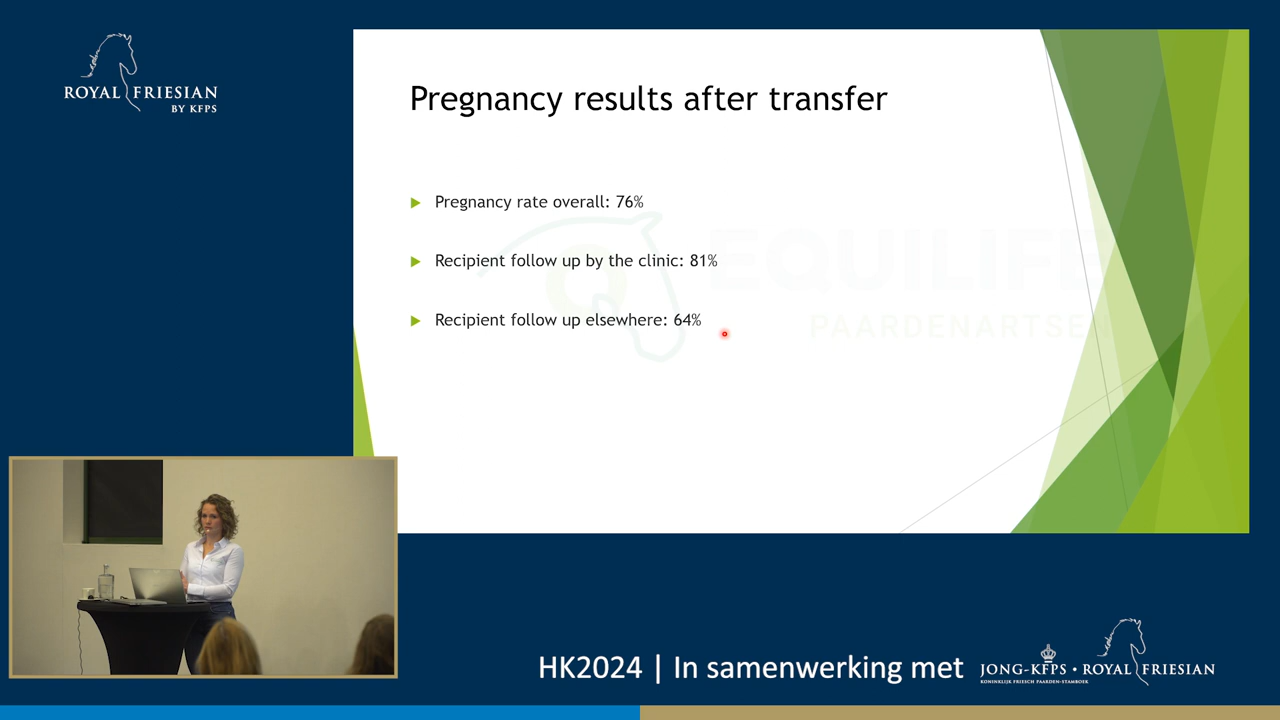 ROYAL FRIESIAN
BY KFPS
Pregnancy results after transfer
Pregnancy rate overall: 76%
Recipient follow up by the clinic: 81%
Recipient follow up elsewhere: 64%
EQUILIFE
PAARDENARTSEN
HK2024 | In samenwerking met
JONG-KFPS • ROYAL FRIESIAN
KONINKLIJK FRIESCH PAARDEN-STAMBOEK